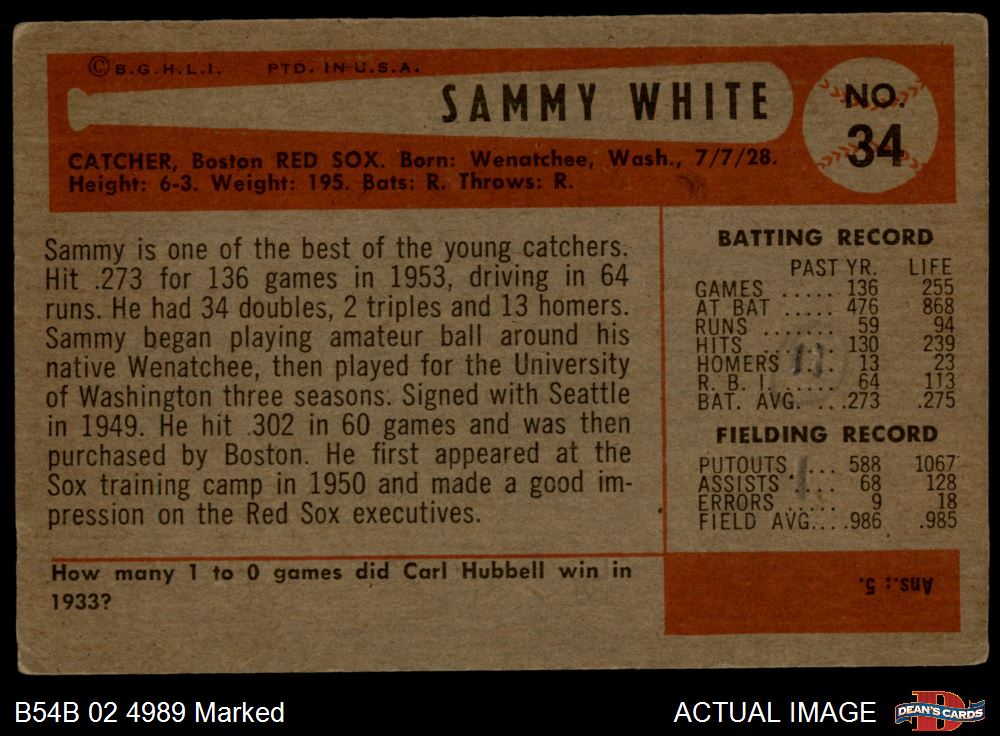 © B.G.H.L.I. PTD. IN U.S.A.
SAMMY WHITE
NO.
34
CATCHER, Boston RED SOX. Born: Wenatchee, Wash., 7/7/28.
Height: 6-3. Weight: 195. Bats: R. Throws: R.
Sammy is one of the best of the young catchers.
Hit .273 for 136 games in 1953, driving in 64
runs. He had 34 doubles, 2 triples and 13 homers.
Sammy began playing amateur ball around his
native Wenatchee, then played for the University
of Washington three seasons. Signed with Seattle
in 1949. He hit .302 in 60 games and was then
purchased by Boston. He first appeared at the
Sox training camp in 1950 and made a good im-
pression on the Red Sox executives.
BATTING RECORD
PAST YR. LIFE
GAMES ..... 136 255
AT BAT ..... 476 868
RUNS ....... 59 94
HITS ........ 130 239
HOMERS .... 13 23
R. B. I. ..... 64 113
BAT. AVG. ... .273 .275
FIELDING RECORD
PUTOUTS .... 588 1067
ASSISTS .... 68 128
ERRORS ..... 9 18
FIELD AVG.... .986 .985
How many 1 to 0 games did Carl Hubbell win in
1933?
Ans.: 5.
B54B 02 4989 Marked
ACTUAL IMAGE
D
DEAN'S CARDS